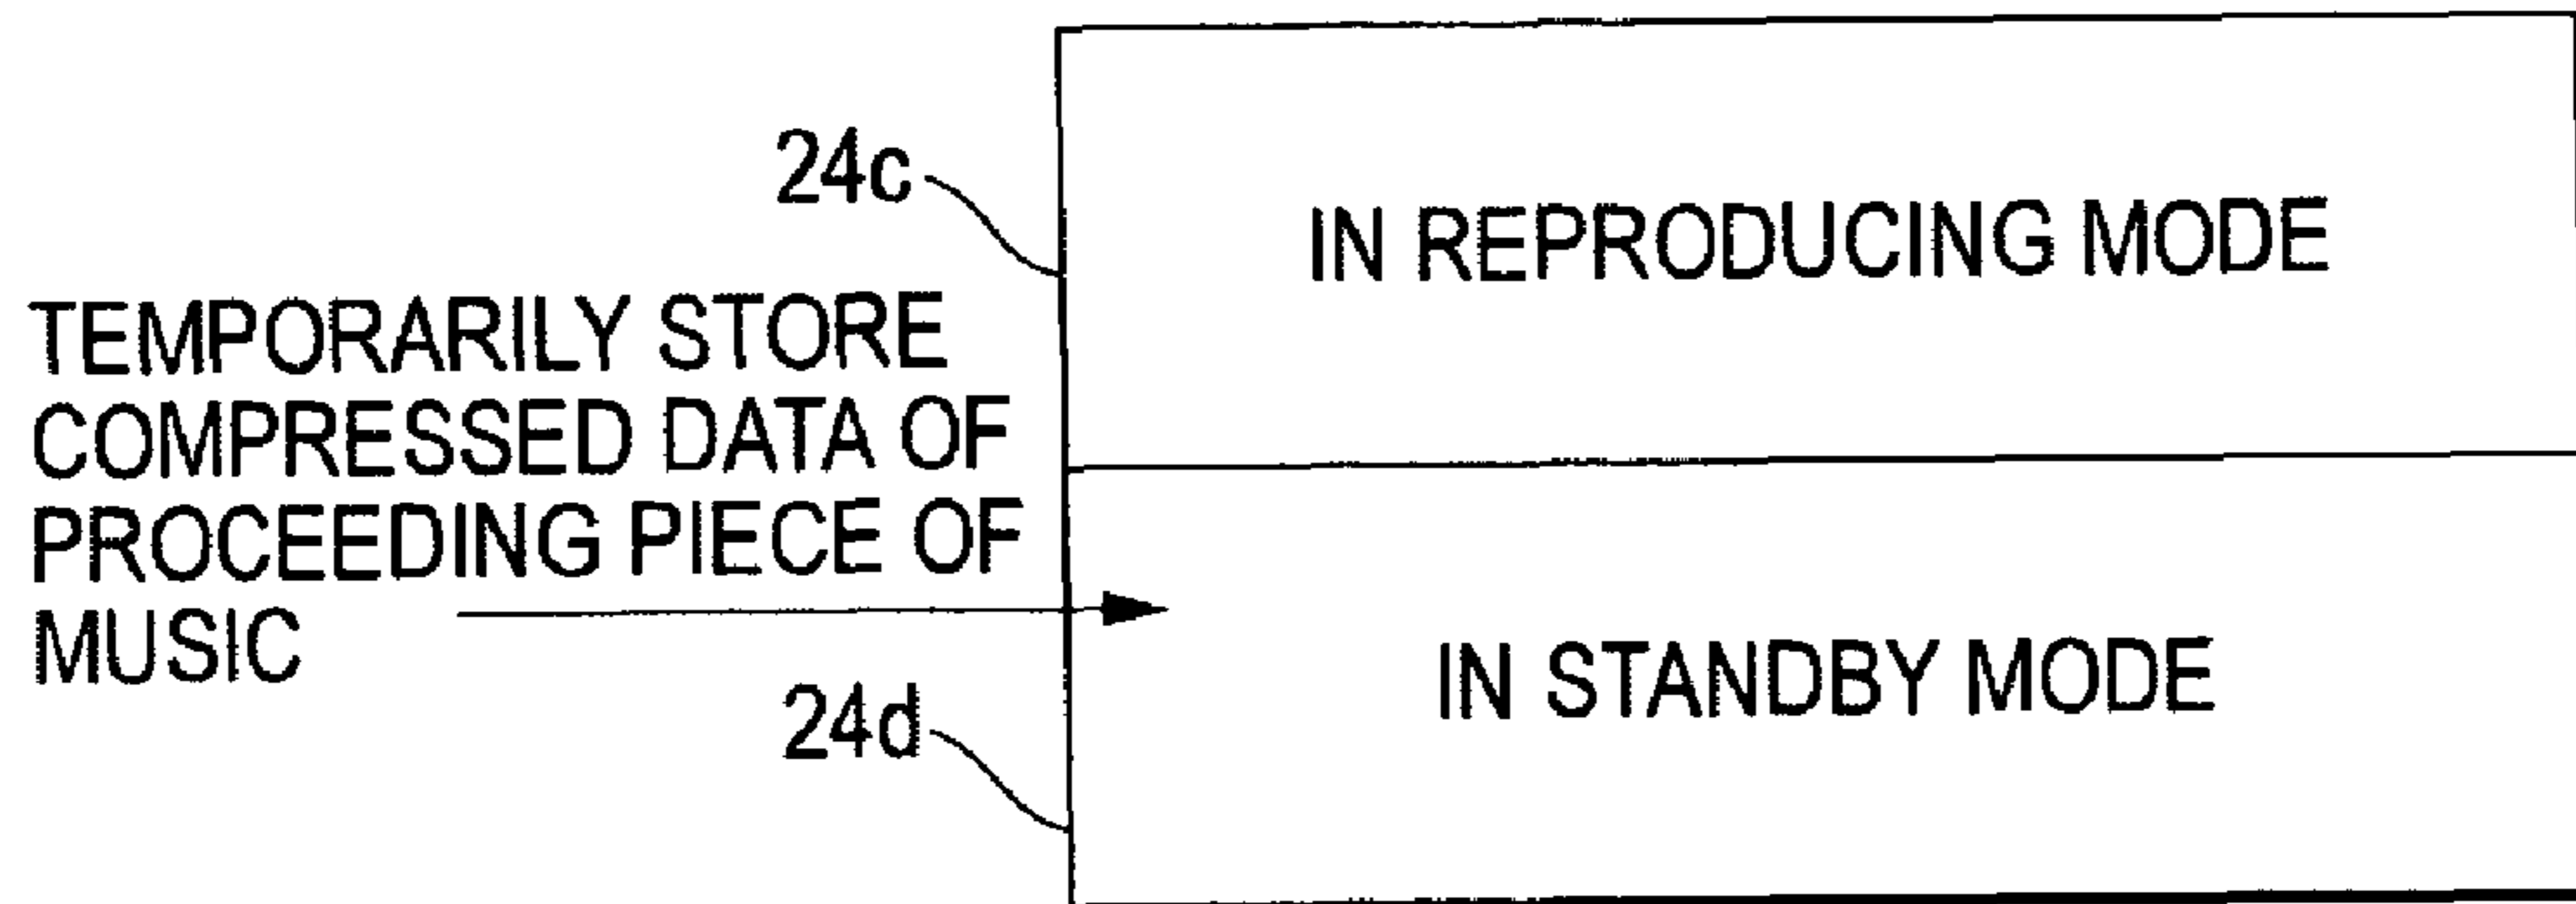 24c
IN REPRODUCING MODE
TEMPORARILY STORE
COMPRESSED DATA OF
PROCEEDING PIECE OF
MUSIC
24d
IN STANDBY MODE